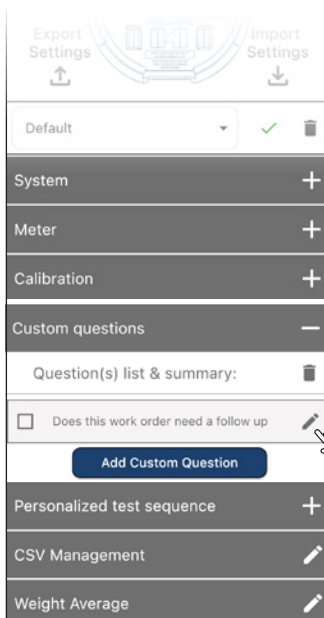 Export
Settings
Import
Settings
Default
System
Meter
Calibration
Custom questions
Question(s) list & summary:
Does this work order need a follow up
Add Custom Question
Personalized test sequence
CSV Management
Weight Average